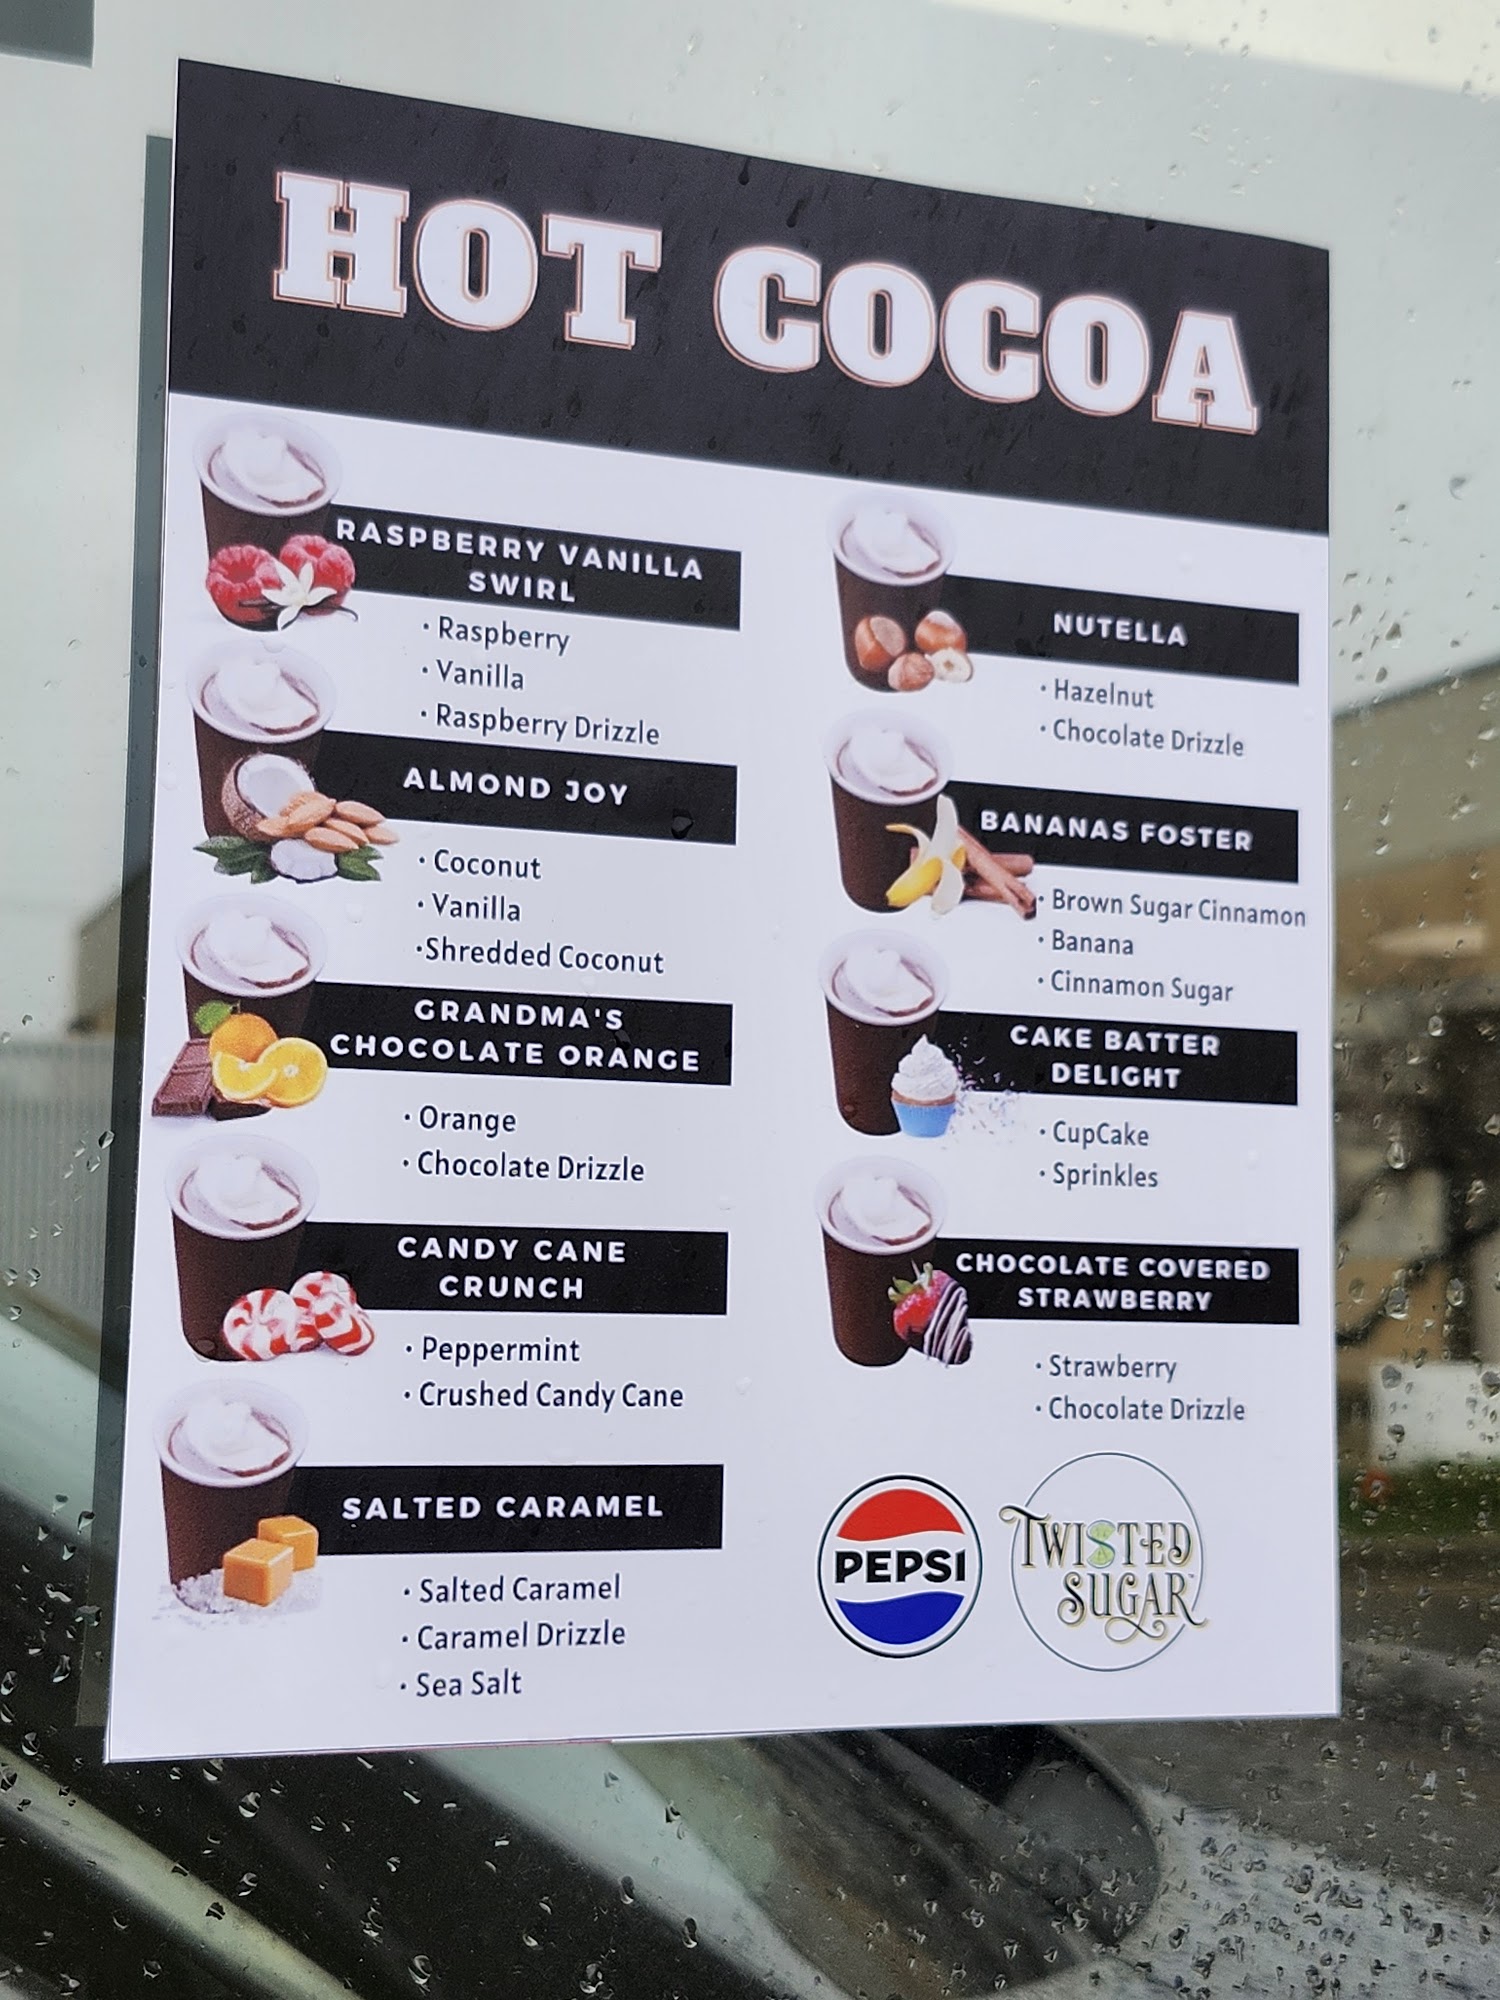 HOT COCOA
RASPBERRY VANILLA
SWIRL
· Raspberry
· Vanilla
· Raspberry Drizzle
ALMOND JOY
· Coconut
· Vanilla
·Shredded Coconut
GRANDMA'S
CHOCOLATE ORANGE
· Orange
· Chocolate Drizzle
CANDY CANE
CRUNCH
· Peppermint
· Crushed Candy Cane
SALTED CARAMEL
· Salted Caramel
· Caramel Drizzle
· Sea Salt
NUTELLA
· Hazelnut
· Chocolate Drizzle
BANANAS FOSTER
· Brown Sugar Cinnamon
· Banana
· Cinnamon Sugar
CAKE BATTER
DELIGHT
· CupCake
· Sprinkles
CHOCOLATE COVERED
STRAWBERRY
· Strawberry
· Chocolate Drizzle
PEPSI
TWISTED
SUGAR